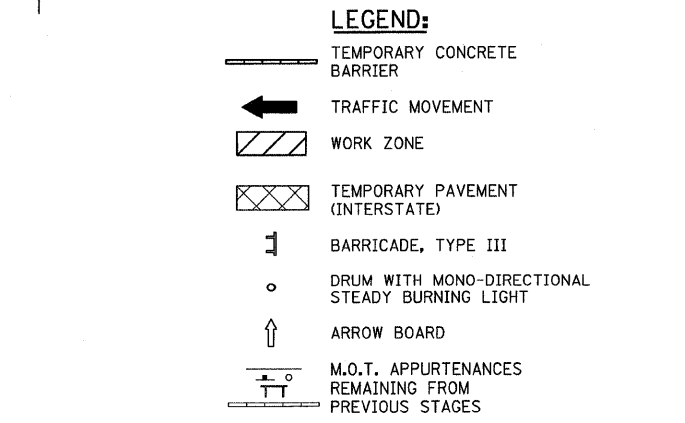 LEGEND:
TEMPORARY CONCRETE
BARRIER
TRAFFIC MOVEMENT
WORK ZONE
TEMPORARY PAVEMENT
(INTERSTATE)
BARRICADE, TYPE III
DRUM WITH MONO-DIRECTIONAL
STEADY BURNING LIGHT
ARROW BOARD
M.O.T. APPURTENANCES
REMAINING FROM
PREVIOUS STAGES